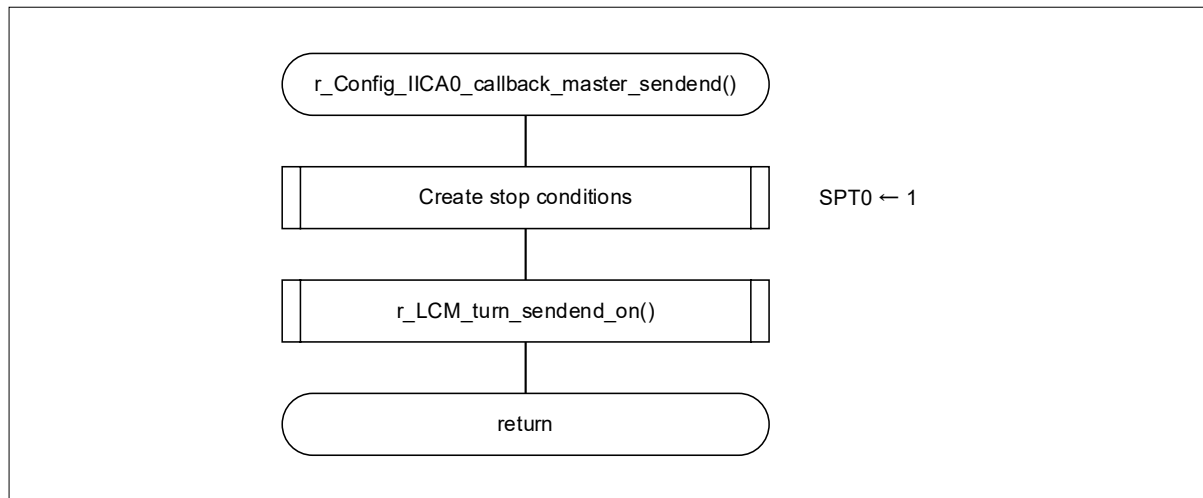 r_Config_IICA0_callback_master_sendend()
Create stop conditions
SPT0 ← 1
r_LCM_turn_sendend_on()
return